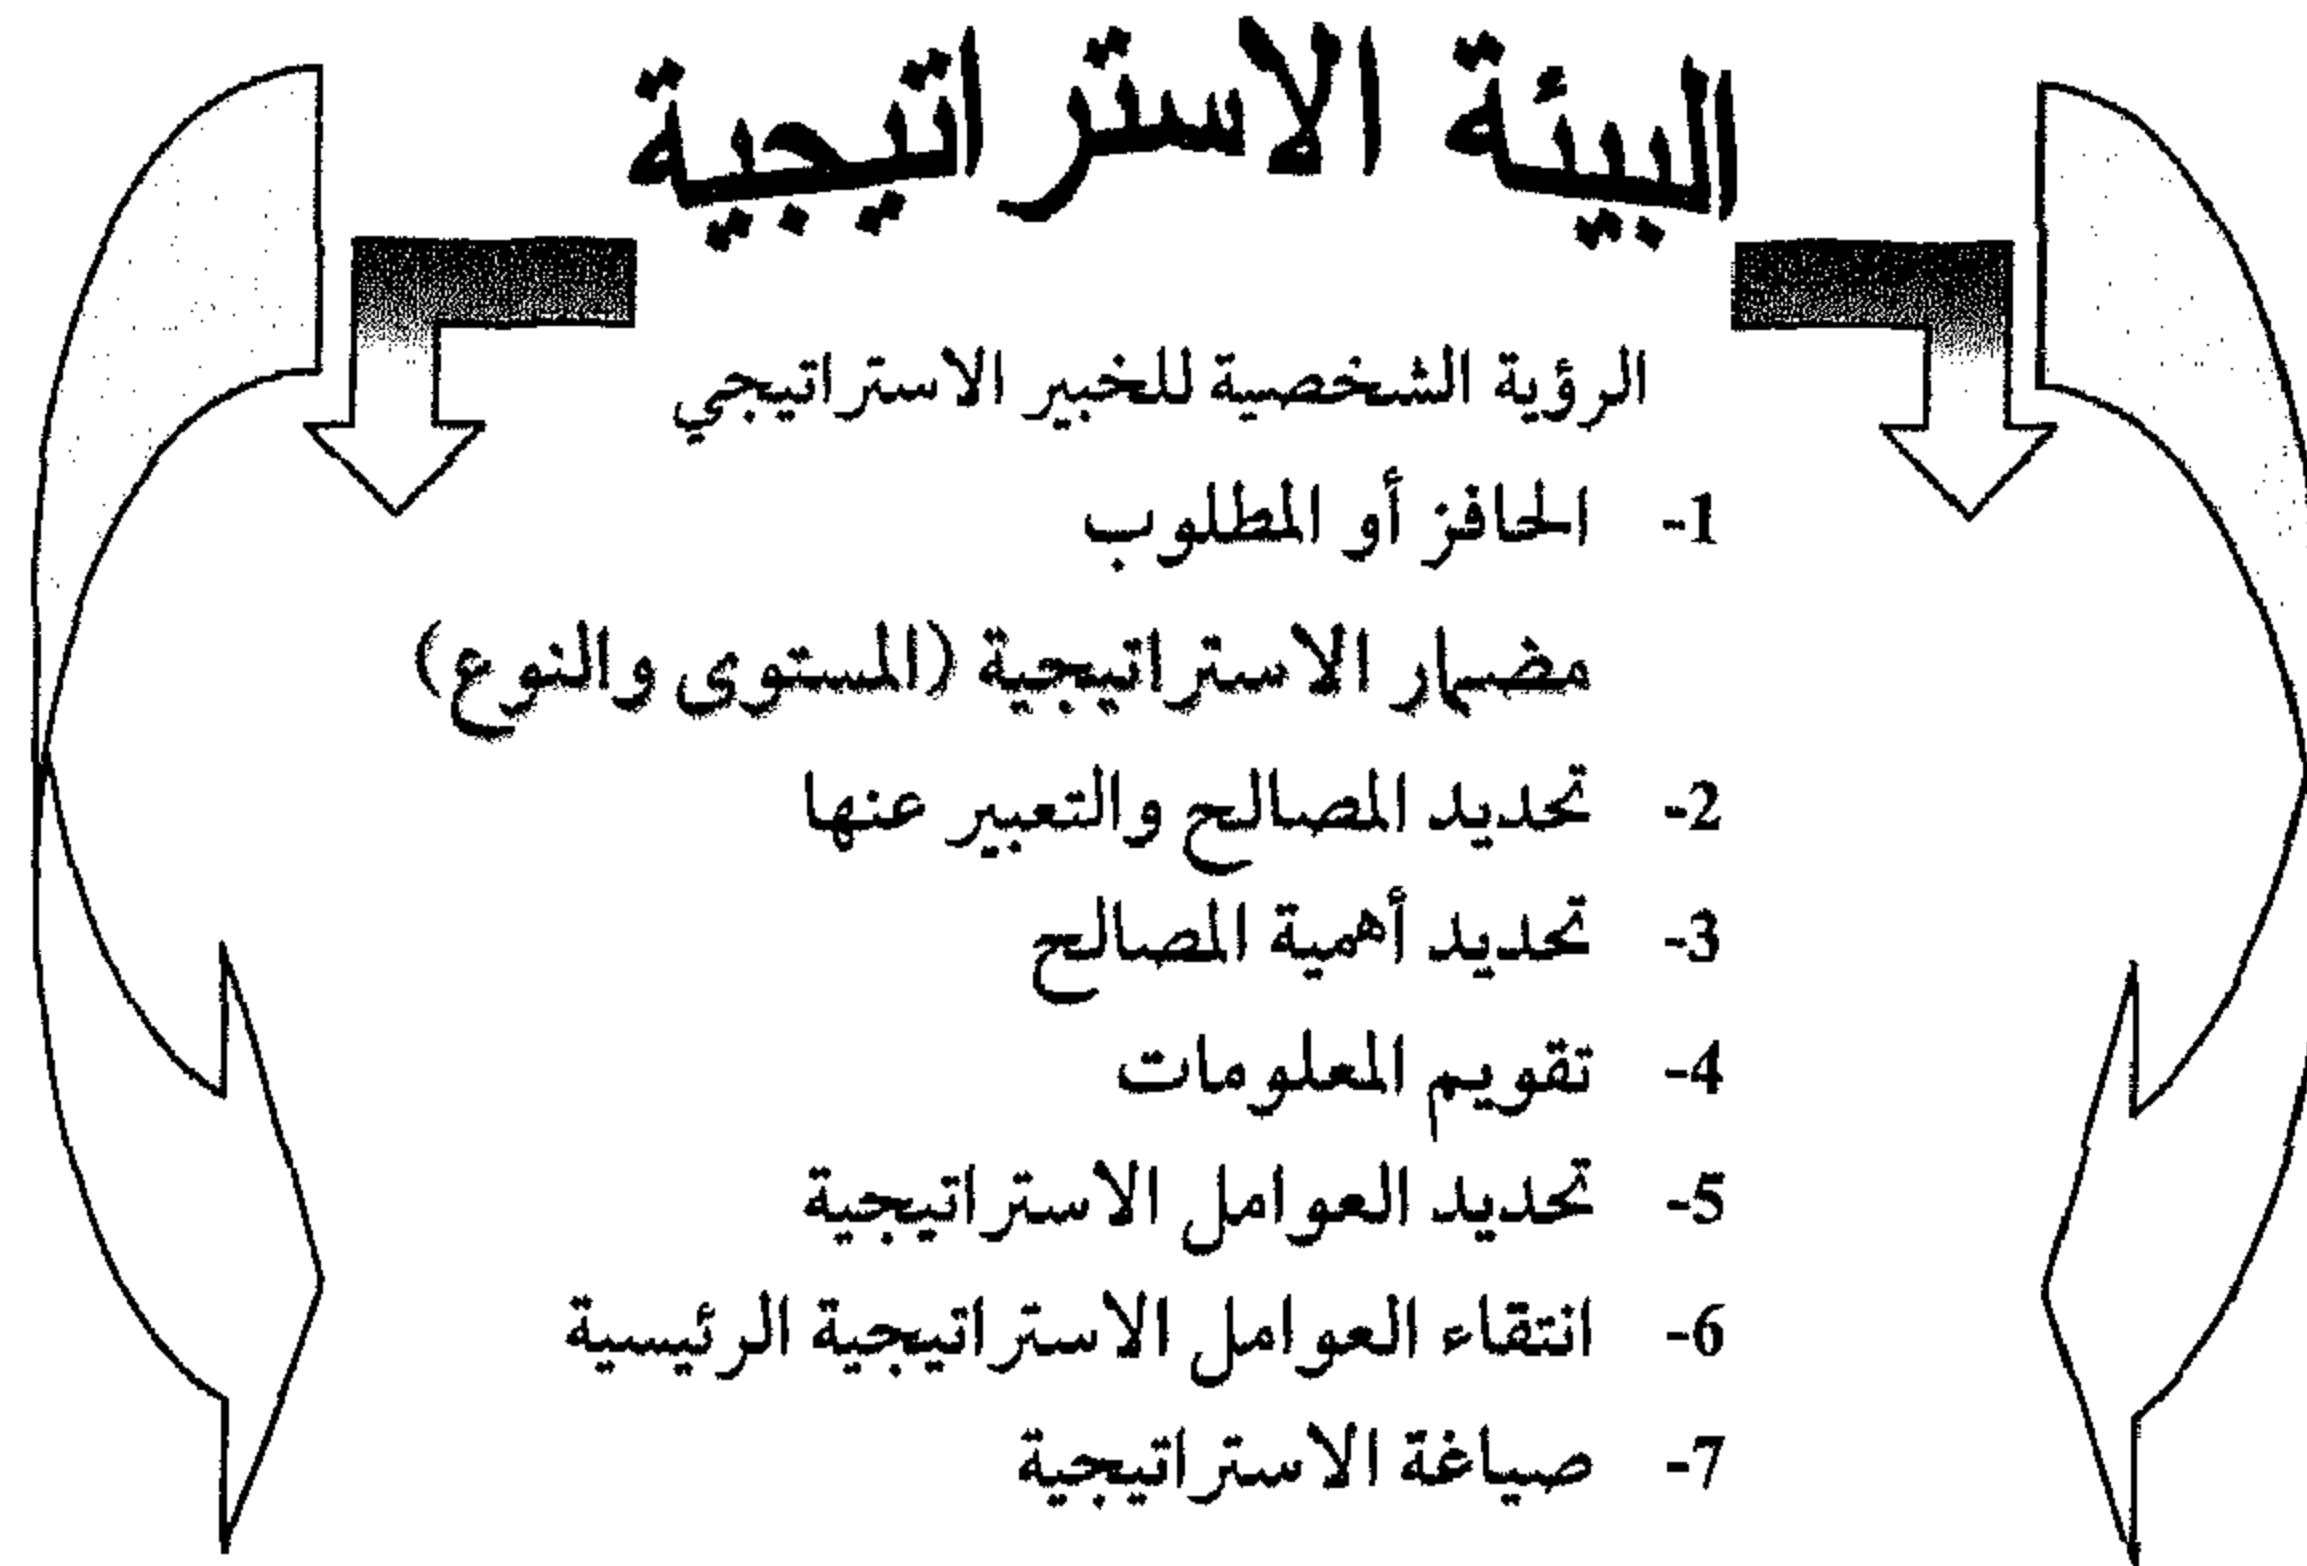 البيئة الاستراتيجية
الرؤية الشخصية للخبير الاستراتيجي
1- الحافز أو المطلوب
مضمار الاستراتيجية (المستوى والنوع)
2- تحديد المصالح والتعبير عنها
3- تحديد أهمية المصالح
4- تقويم المعلومات
5- تحديد العوامل الاستراتيجية
6- انتقاء العوامل الاستراتيجية الرئيسية
7- صياغة الاستراتيجية